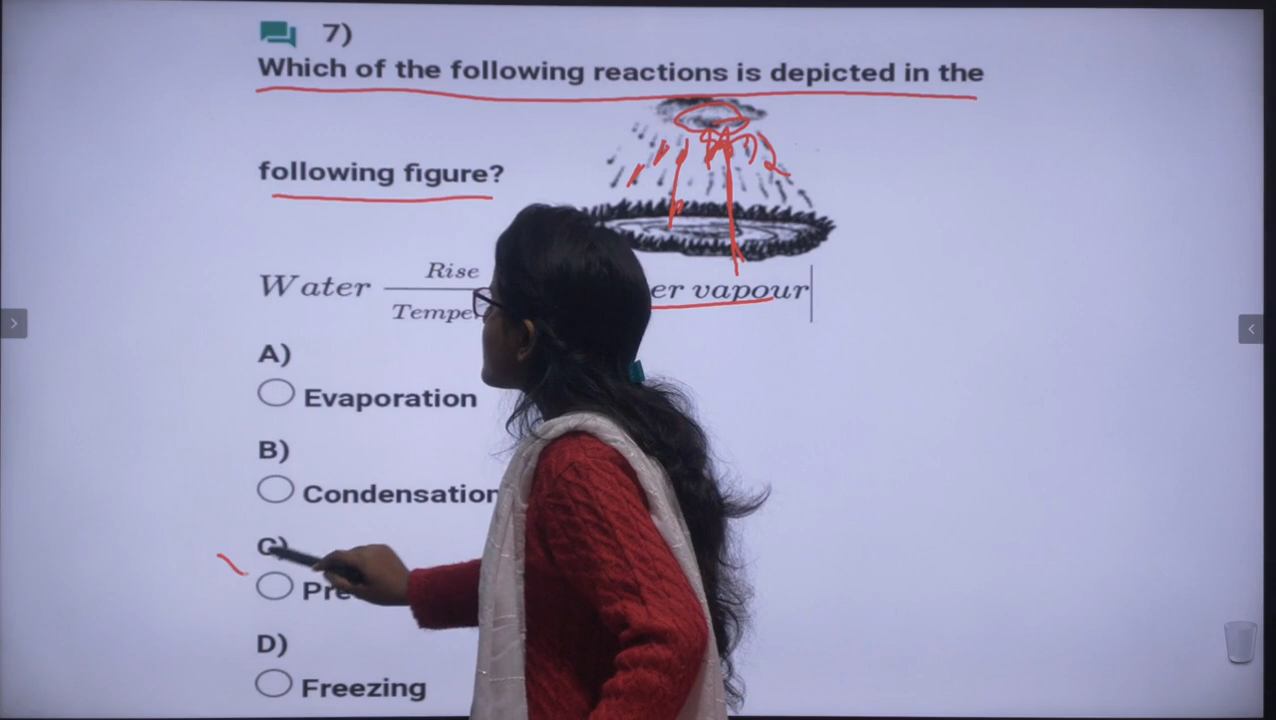 7)
Which of the following reactions is depicted in the
following figure?
Water Rise er vapour
Tempe
A)
Evaporation
B)
Condensation
C)
Pre
D)
Freezing